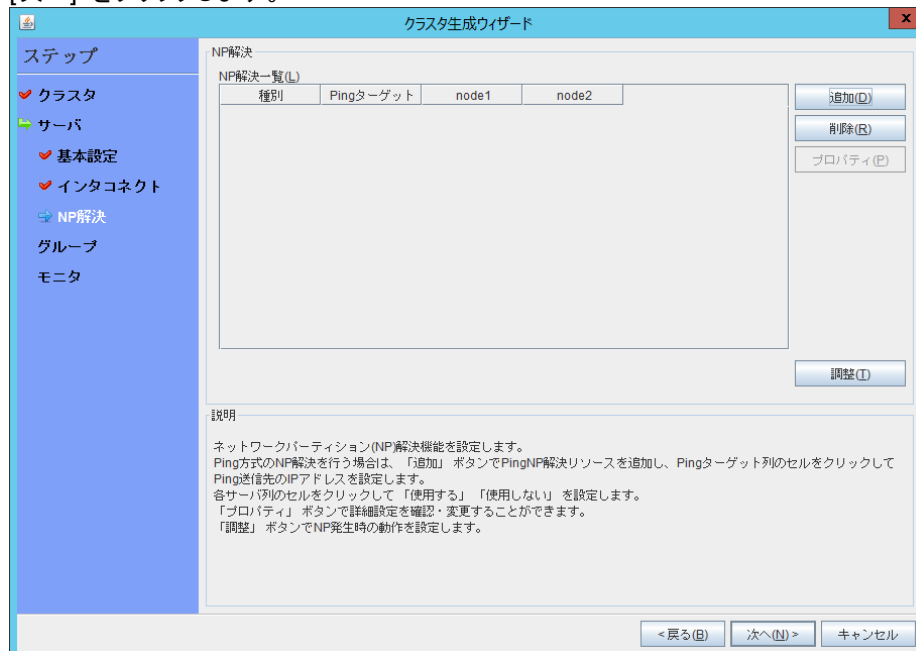 クラスタ生成ウィザード
x
ステップ
クラスタ
サーバ
基本設定
インタコネクト
NP解決
グループ
モニタ
NP解決
NP解決一覧(L)
種別 Pingターゲット node1 node2
追加(D)
削除(R)
プロパティ(P)
調整(T)
説明
ネットワークパーティション(NP)解決機能を設定します。
Ping方式のNP解決を行う場合は、「追加」 ボタンでPingNP解決リソースを追加し、Pingターゲット列のセルをクリックして
Ping送信先のIPアドレスを設定します。
各サーバ列のセルをクリックして 「使用する」 「使用しない」 を設定します。
「プロパティ」 ボタンで詳細設定を確認・変更することができます。
「調整」 ボタンでNP発生時の動作を設定します。
<戻る(B) 次へ(N)> キャンセル